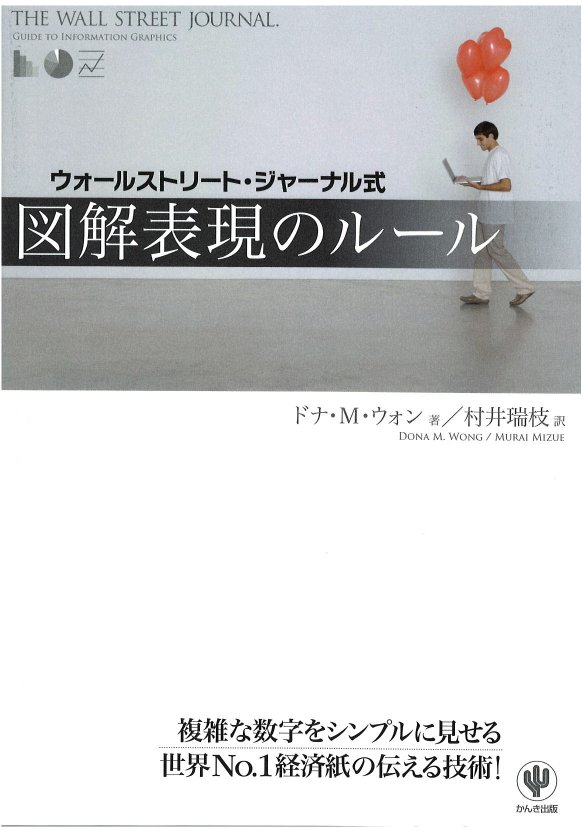 THE WALL STREET JOURNAL.
GUIDE TO INFORMATION GRAPHICS
ウォールストリート・ジャーナル式
図解表現のルール
ドナ・M・ウォン 著／村井瑞枝 訳
DONA M. WONG / MURAI MIZUE
複雑な数字をシンプルに見せる
世界No.1経済紙の伝える技術!
かんき出版